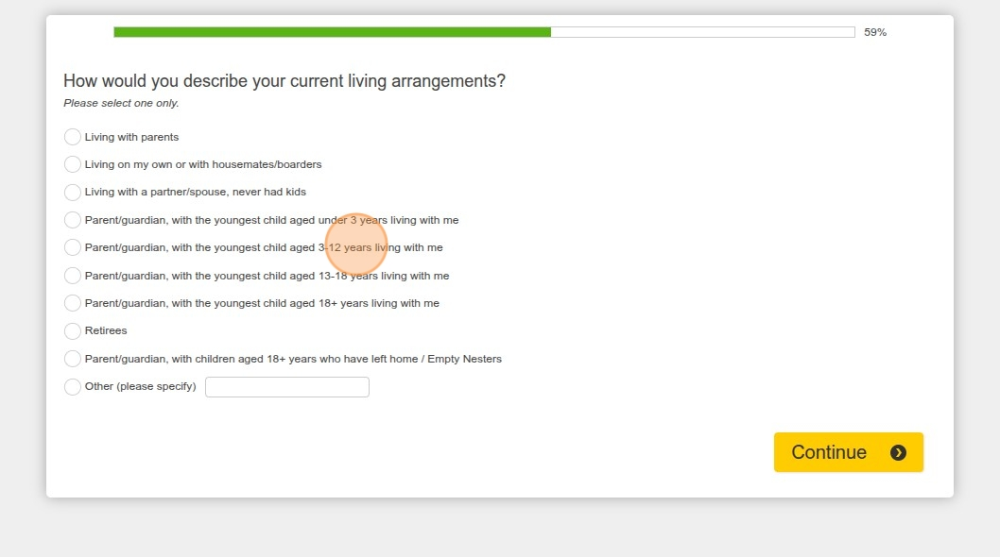 59%
How would you describe your current living arrangements?
Please select one only.
Living with parents
Living on my own or with housemates/boarders
Living with a partner/spouse, never had kids
Parent/guardian, with the youngest child aged under 3 years living with me
Parent/guardian, with the youngest child aged 3-12 years living with me
Parent/guardian, with the youngest child aged 13-18 years living with me
Parent/guardian, with the youngest child aged 18+ years living with me
Retirees
Parent/guardian, with children aged 18+ years who have left home / Empty Nesters
Other (please specify)
Continue